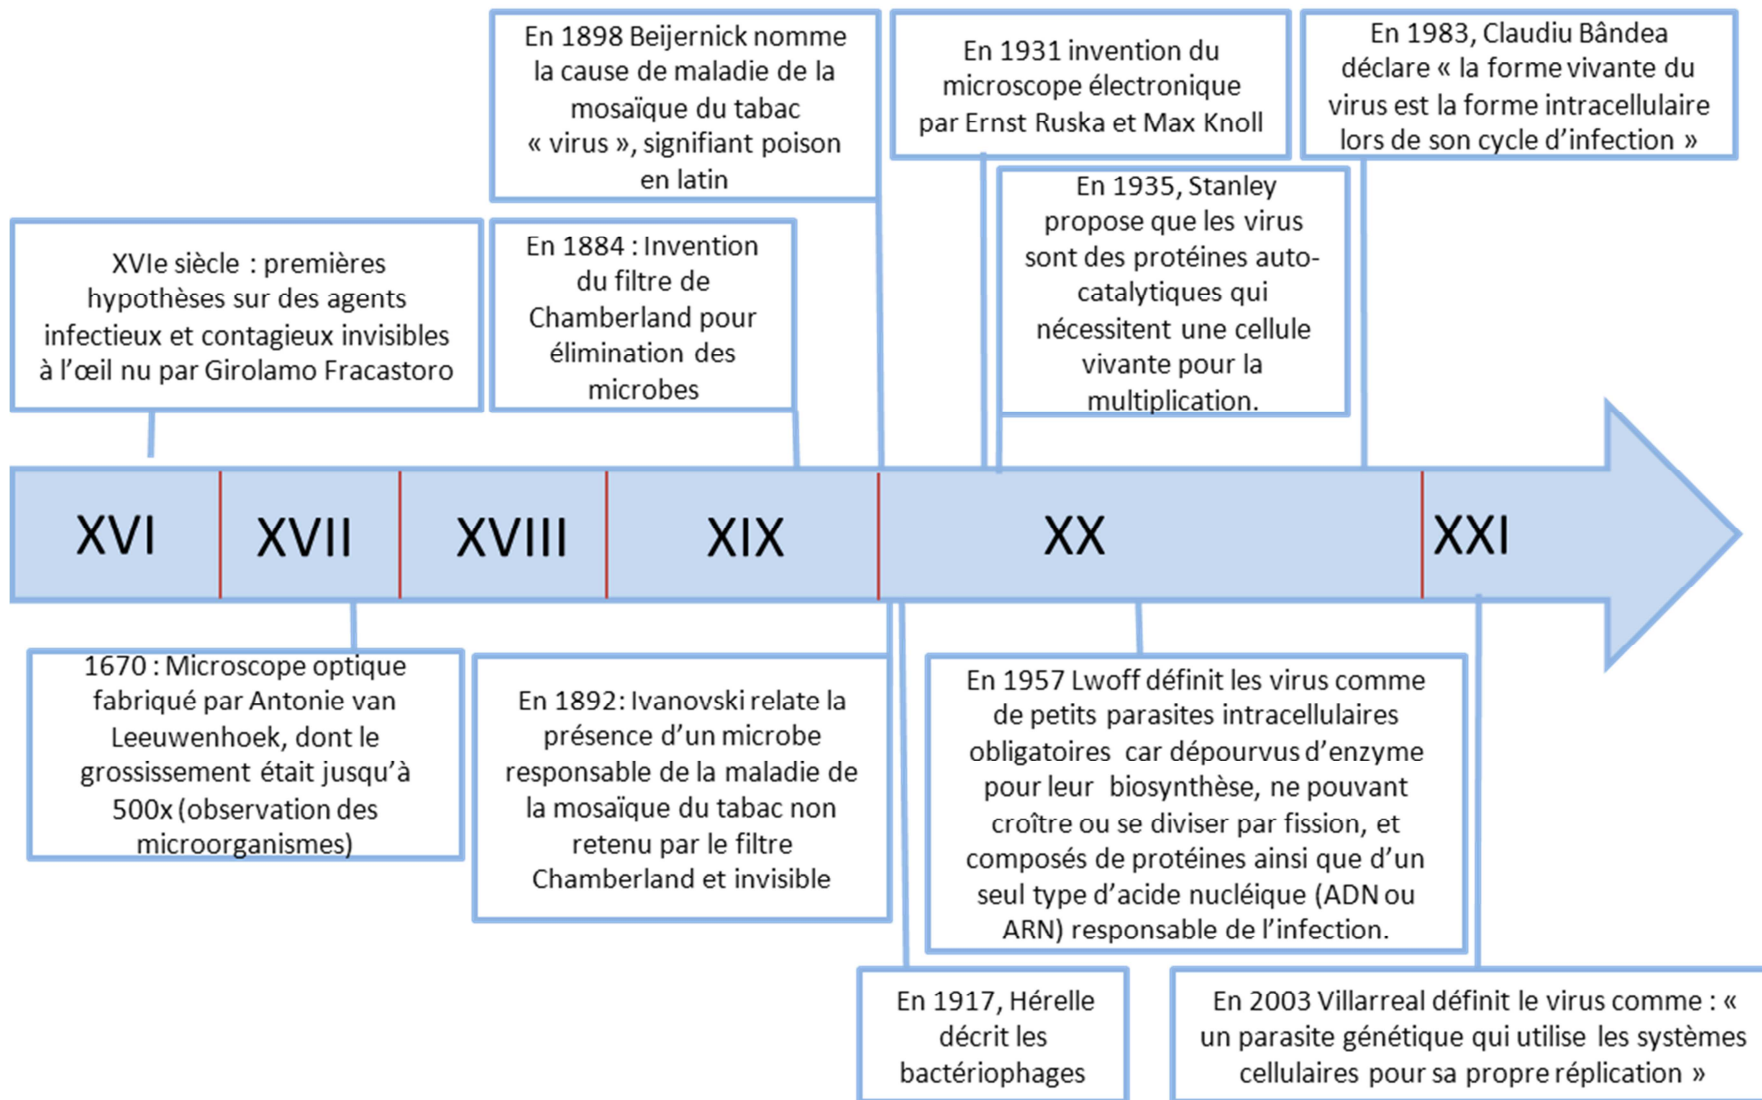 En 1898 Beijernick nomme
la cause de maladie de la
mosaïque du tabac
« virus », signifiant poison
en latin
En 1931 invention du
microscope électronique
par Ernst Ruska et Max Knoll
En 1983, Claudiu Bândea
déclare « la forme vivante du
virus est la forme intracellulaire
lors de son cycle d’infection »
XVIe siècle : premières
hypothèses sur des agents
infectieux et contagieux invisibles
à l’œil nu par Girolamo Fracastoro
En 1884 : Invention
du filtre de
Chamberland pour
élimination des
microbes
En 1935, Stanley
propose que les virus
sont des protéines auto-
catalytiques qui
nécessitent une cellule
vivante pour la
multiplication.
XVI
XVII
XVIII
XIX
XX
XXI
1670 : Microscope optique
fabriqué par Antonie van
Leeuwenhoek, dont le
grossissement était jusqu’à
500x (observation des
microorganismes)
En 1892: Ivanovski relate la
présence d’un microbe
responsable de la maladie de
la mosaïque du tabac non
retenu par le filtre
Chamberland et invisible
En 1957 Lwoff définit les virus comme
de petits parasites intracellulaires
obligatoires car dépourvus d’enzyme
pour leur biosynthèse, ne pouvant
croître ou se diviser par fission, et
composés de protéines ainsi que d’un
seul type d’acide nucléique (ADN ou
ARN) responsable de l’infection.
En 1917, Hérelle
décrit les
bactériophages
En 2003 Villarreal définit le virus comme : «
un parasite génétique qui utilise les systèmes
cellulaires pour sa propre réplication »